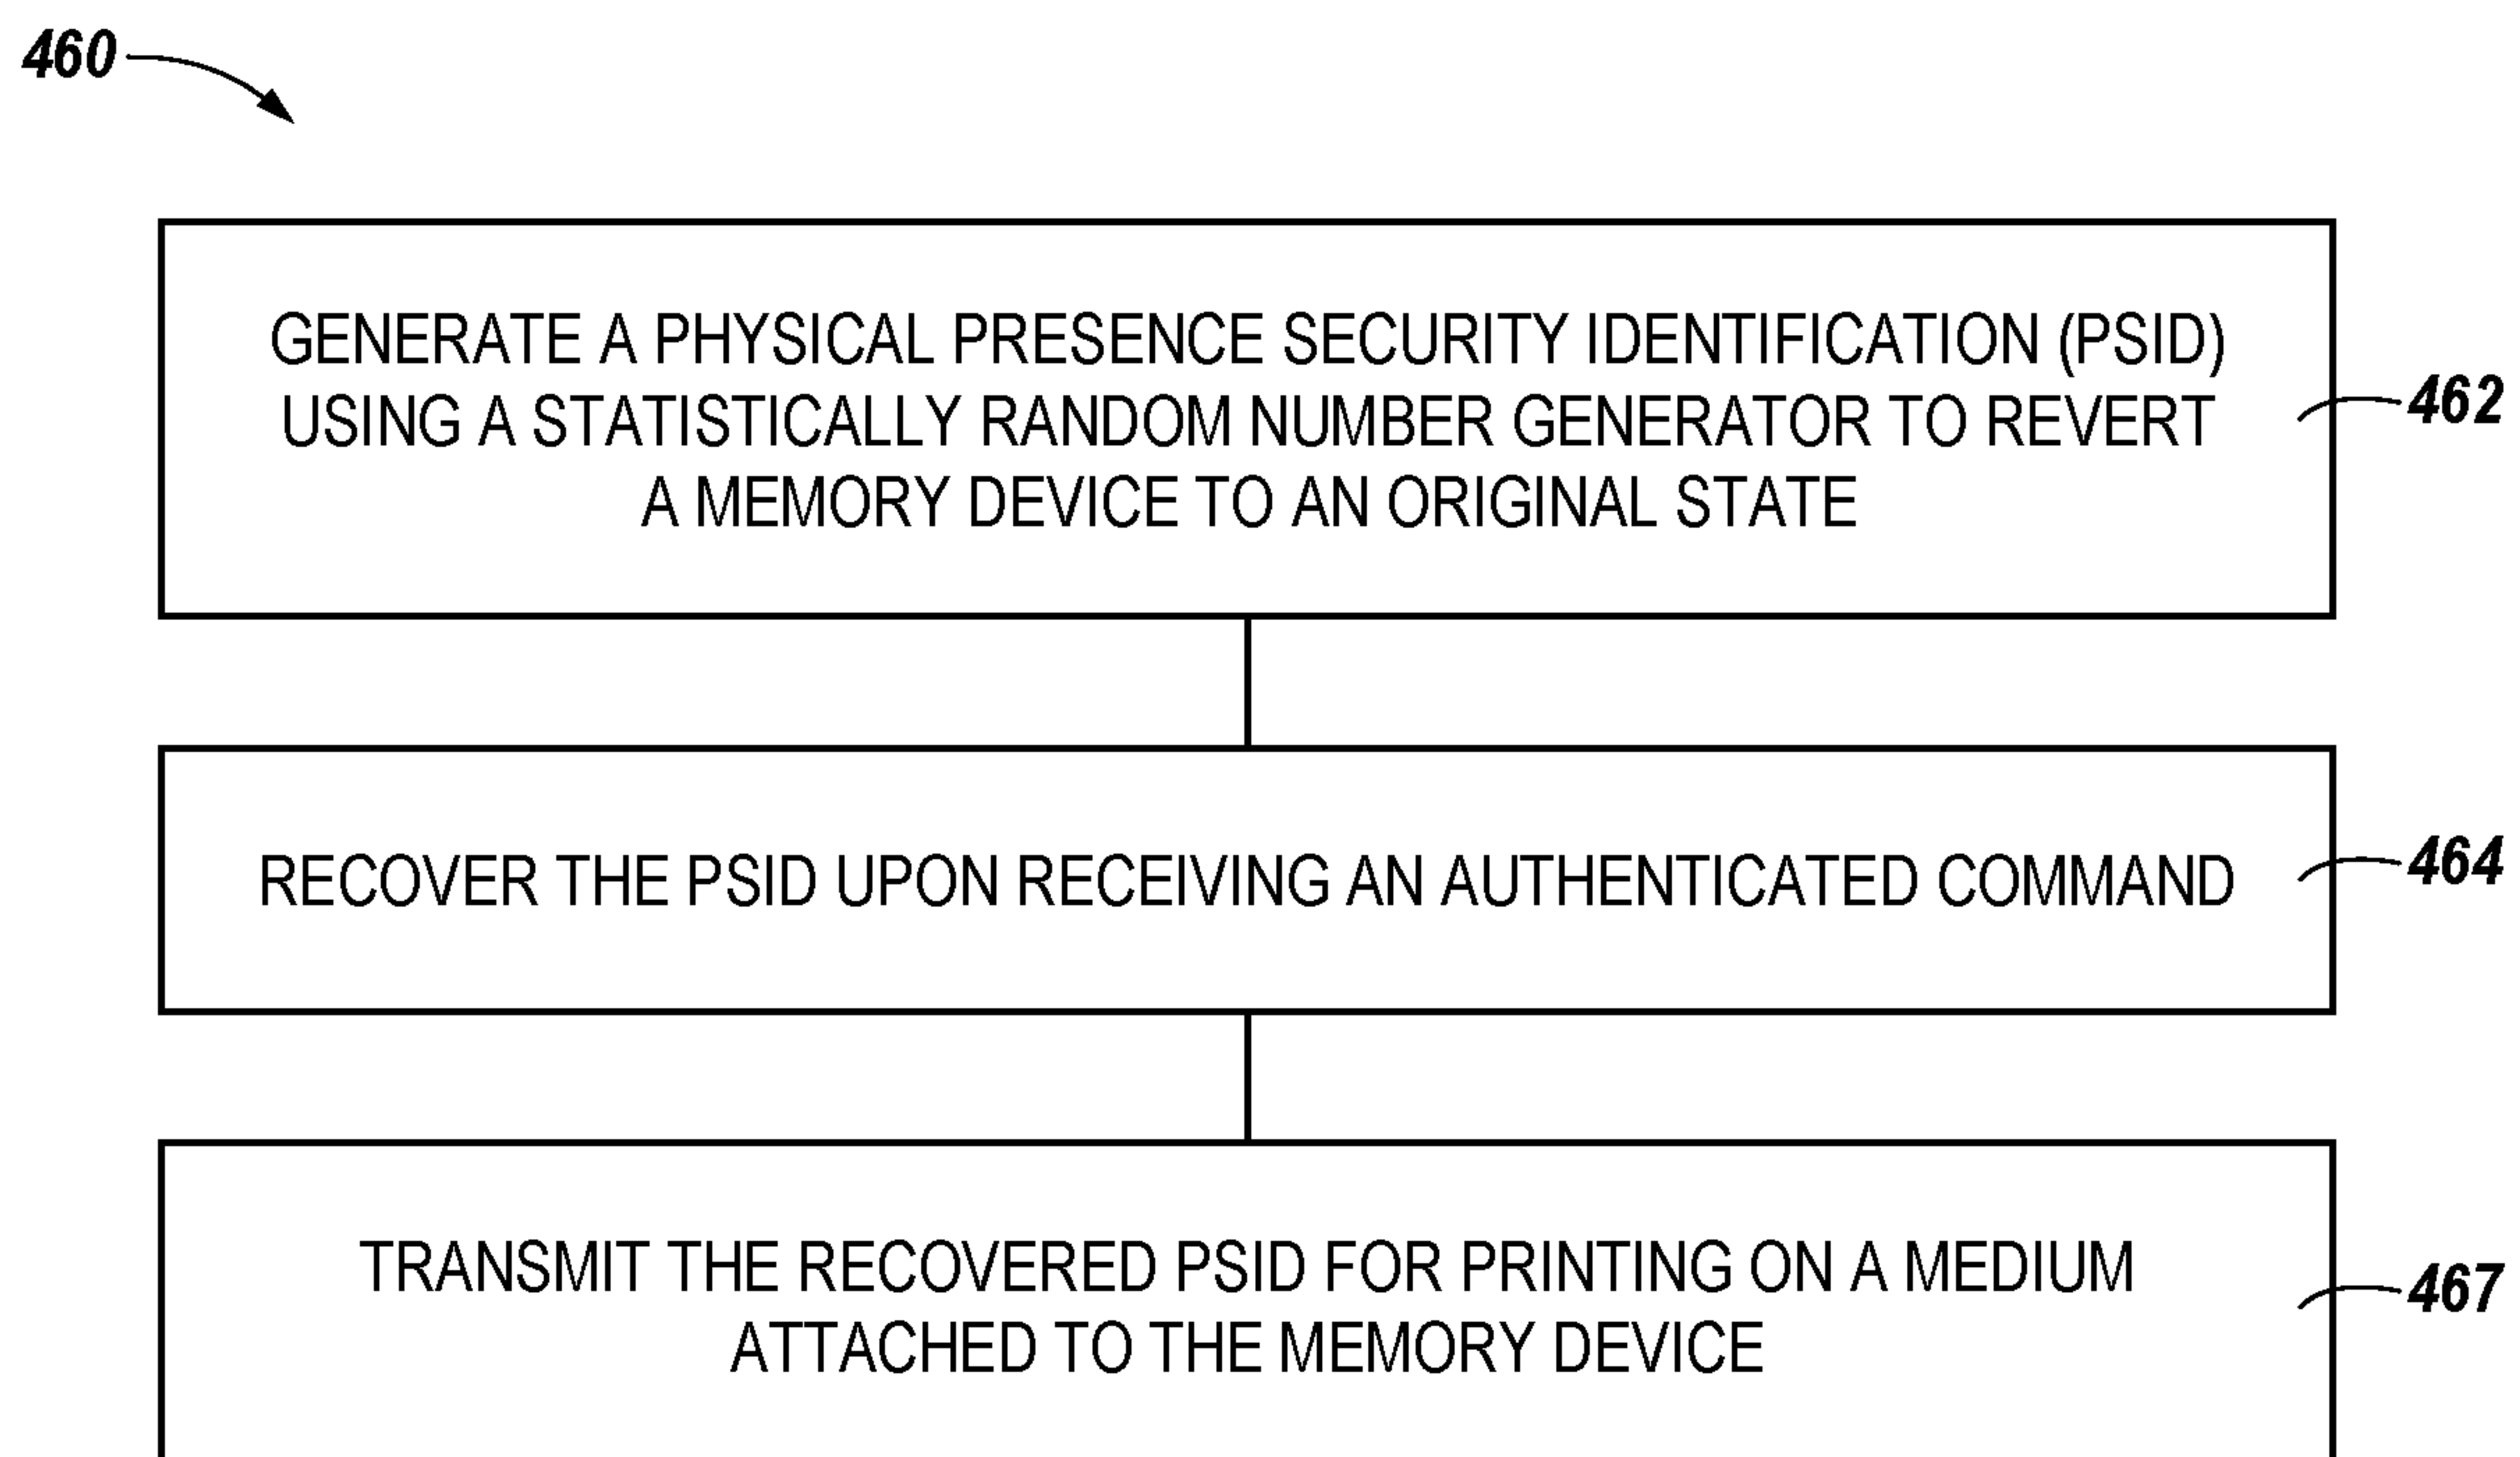 460
GENERATE A PHYSICAL PRESENCE SECURITY IDENTIFICATION (PSID)
USING A STATISTICALLY RANDOM NUMBER GENERATOR TO REVERT
A MEMORY DEVICE TO AN ORIGINAL STATE
462
RECOVER THE PSID UPON RECEIVING AN AUTHENTICATED COMMAND
464
TRANSMIT THE RECOVERED PSID FOR PRINTING ON A MEDIUM
ATTACHED TO THE MEMORY DEVICE
467